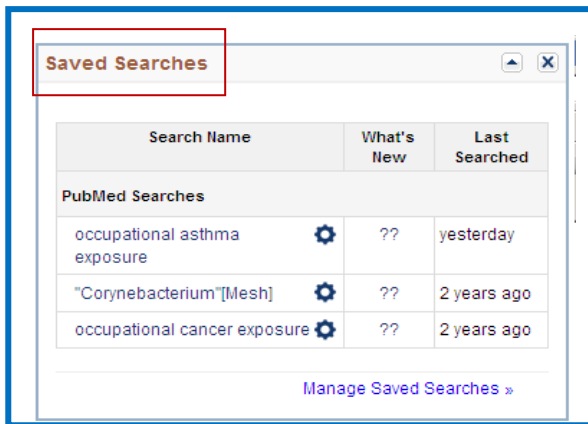 Saved Searches
Search Name What's Last
New Searched
PubMed Searches
occupational asthma ?? yesterday
exposure
"Corynebacterium"[Mesh] ?? 2 years ago
occupational cancer exposure ?? 2 years ago
Manage Saved Searches »